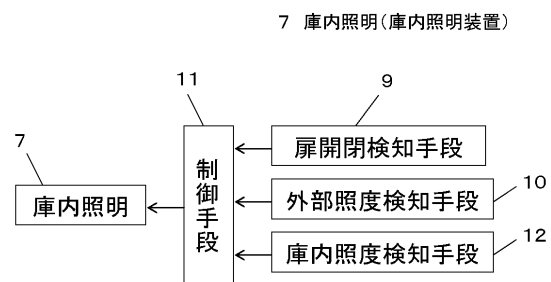 7 庫内照明(庫内照明装置)
11
9
7
扉開閉検知手段
制御手段
外部照度検知手段
10
庫内照明
庫内照度検知手段
12